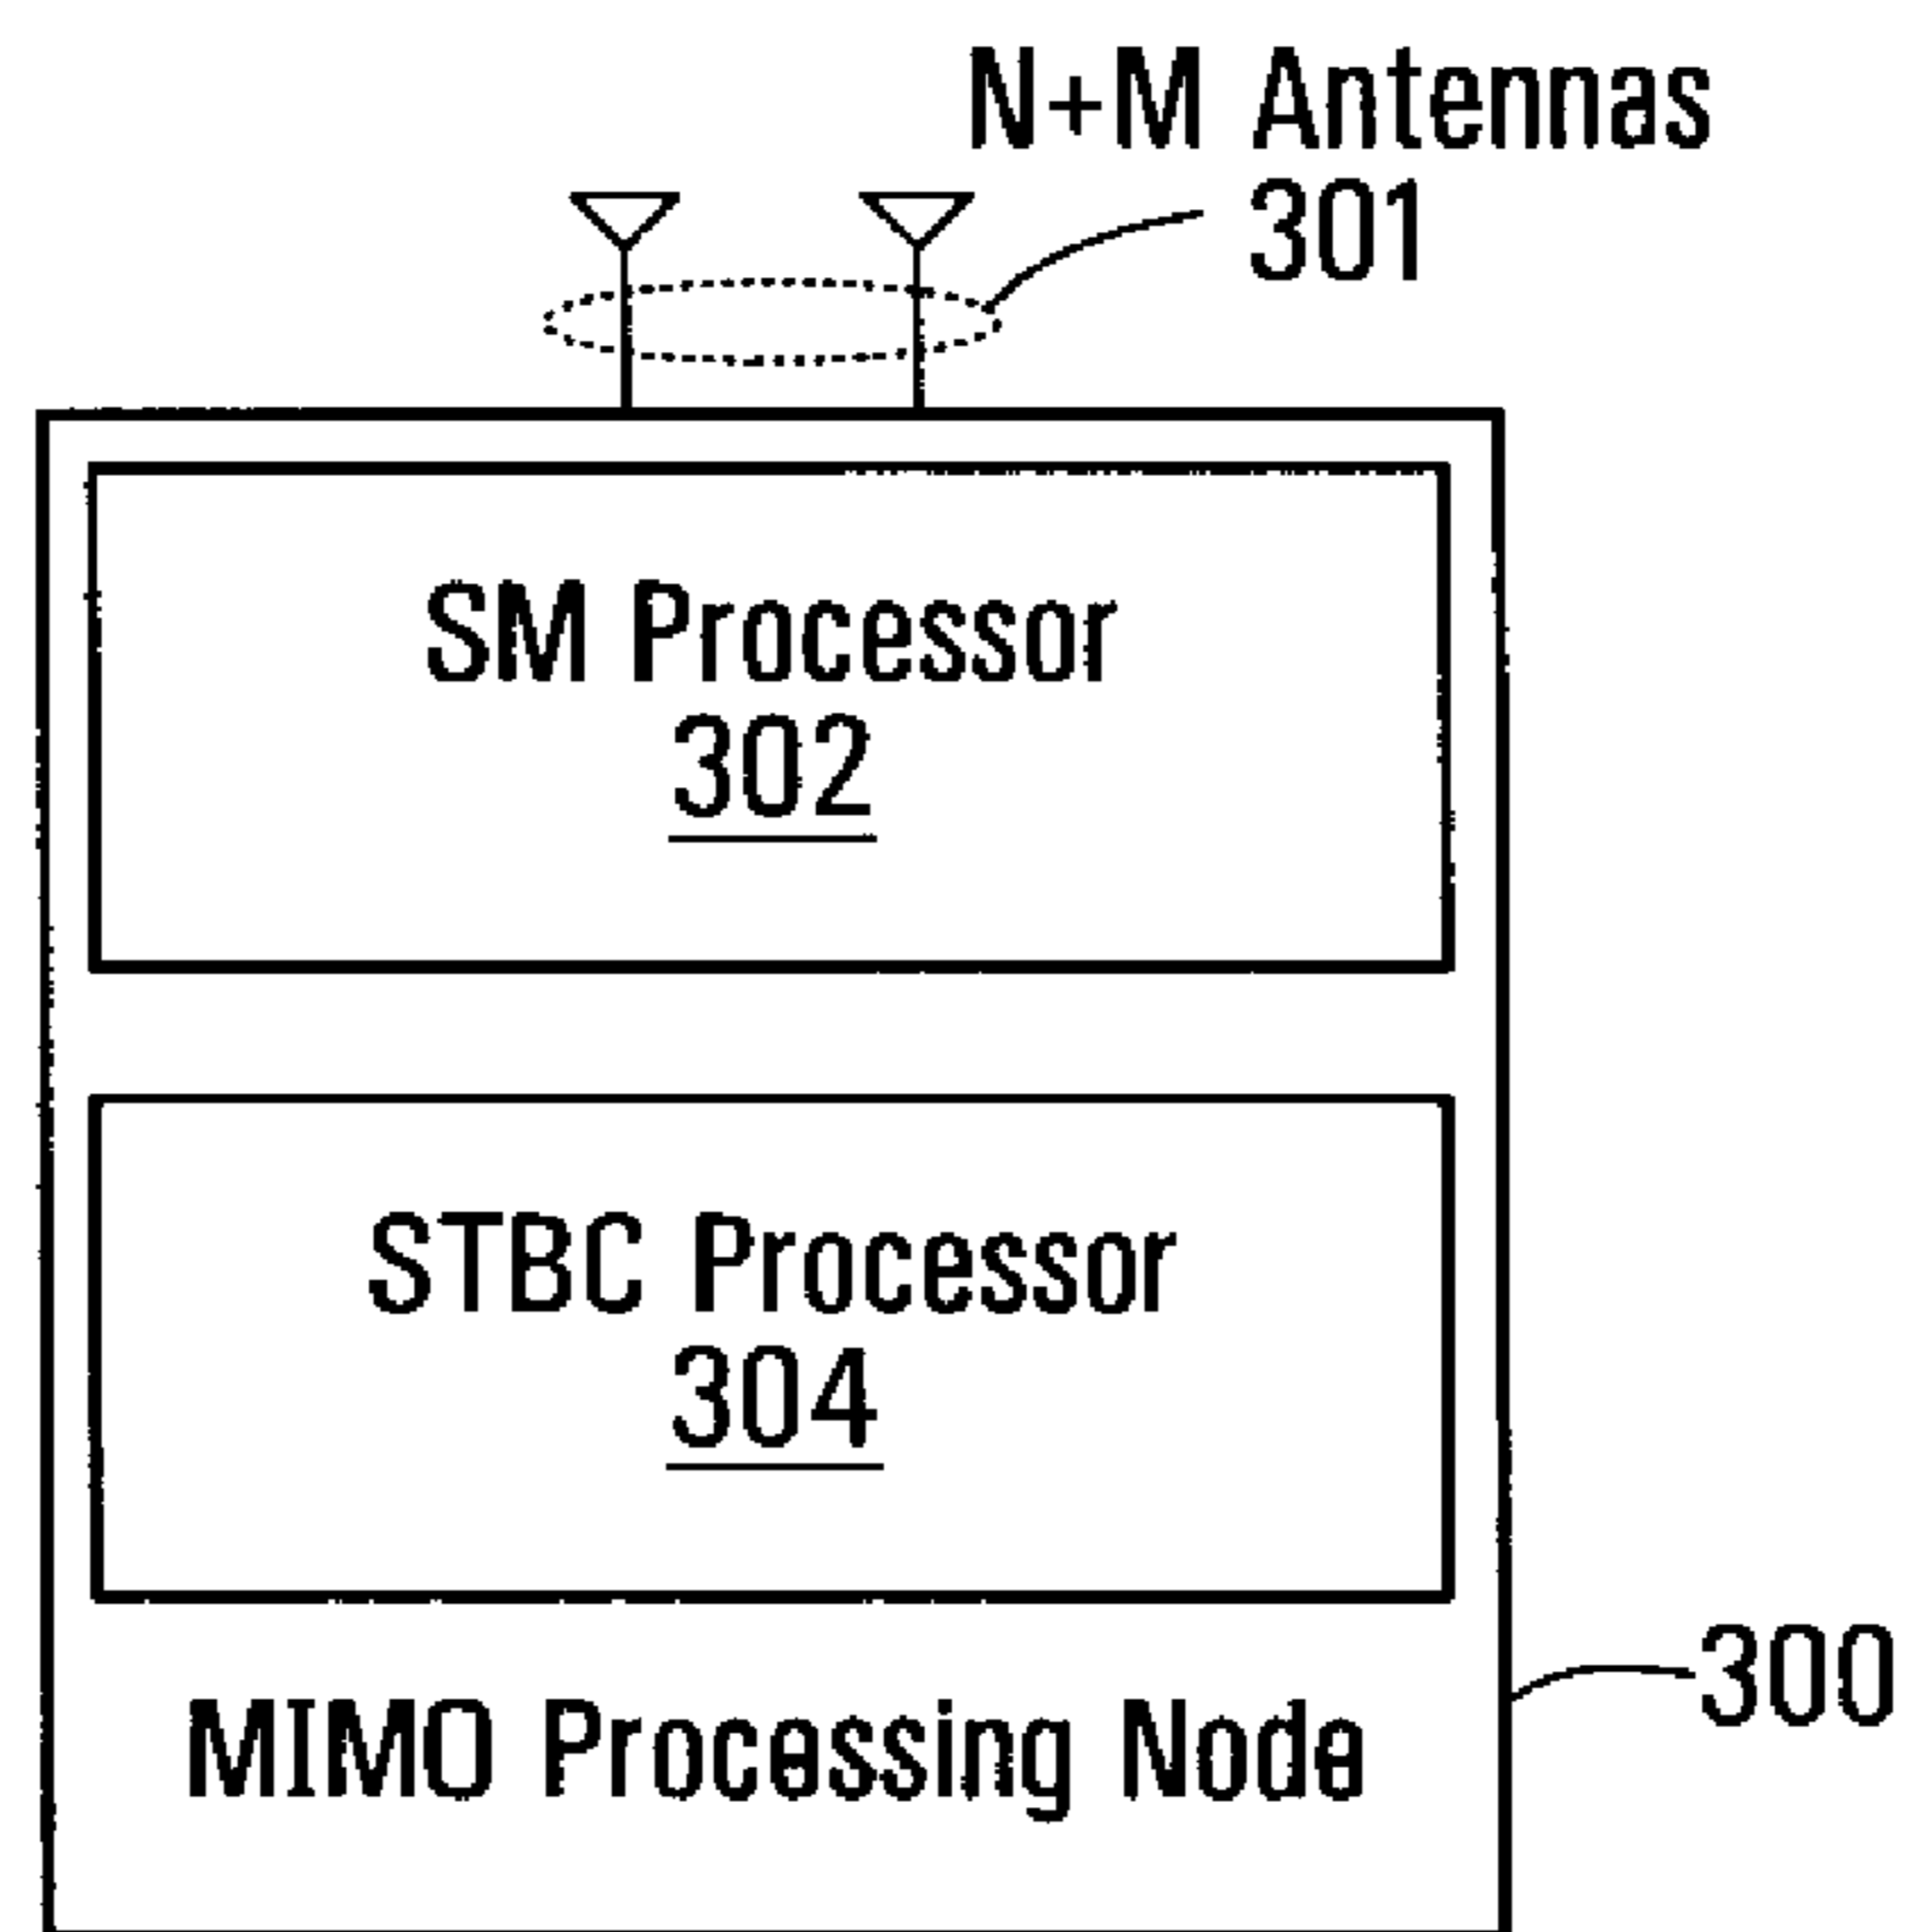 N+M Antennas
301
SM Processor
302
STBC Processor
304
MIMO Processing Node
300